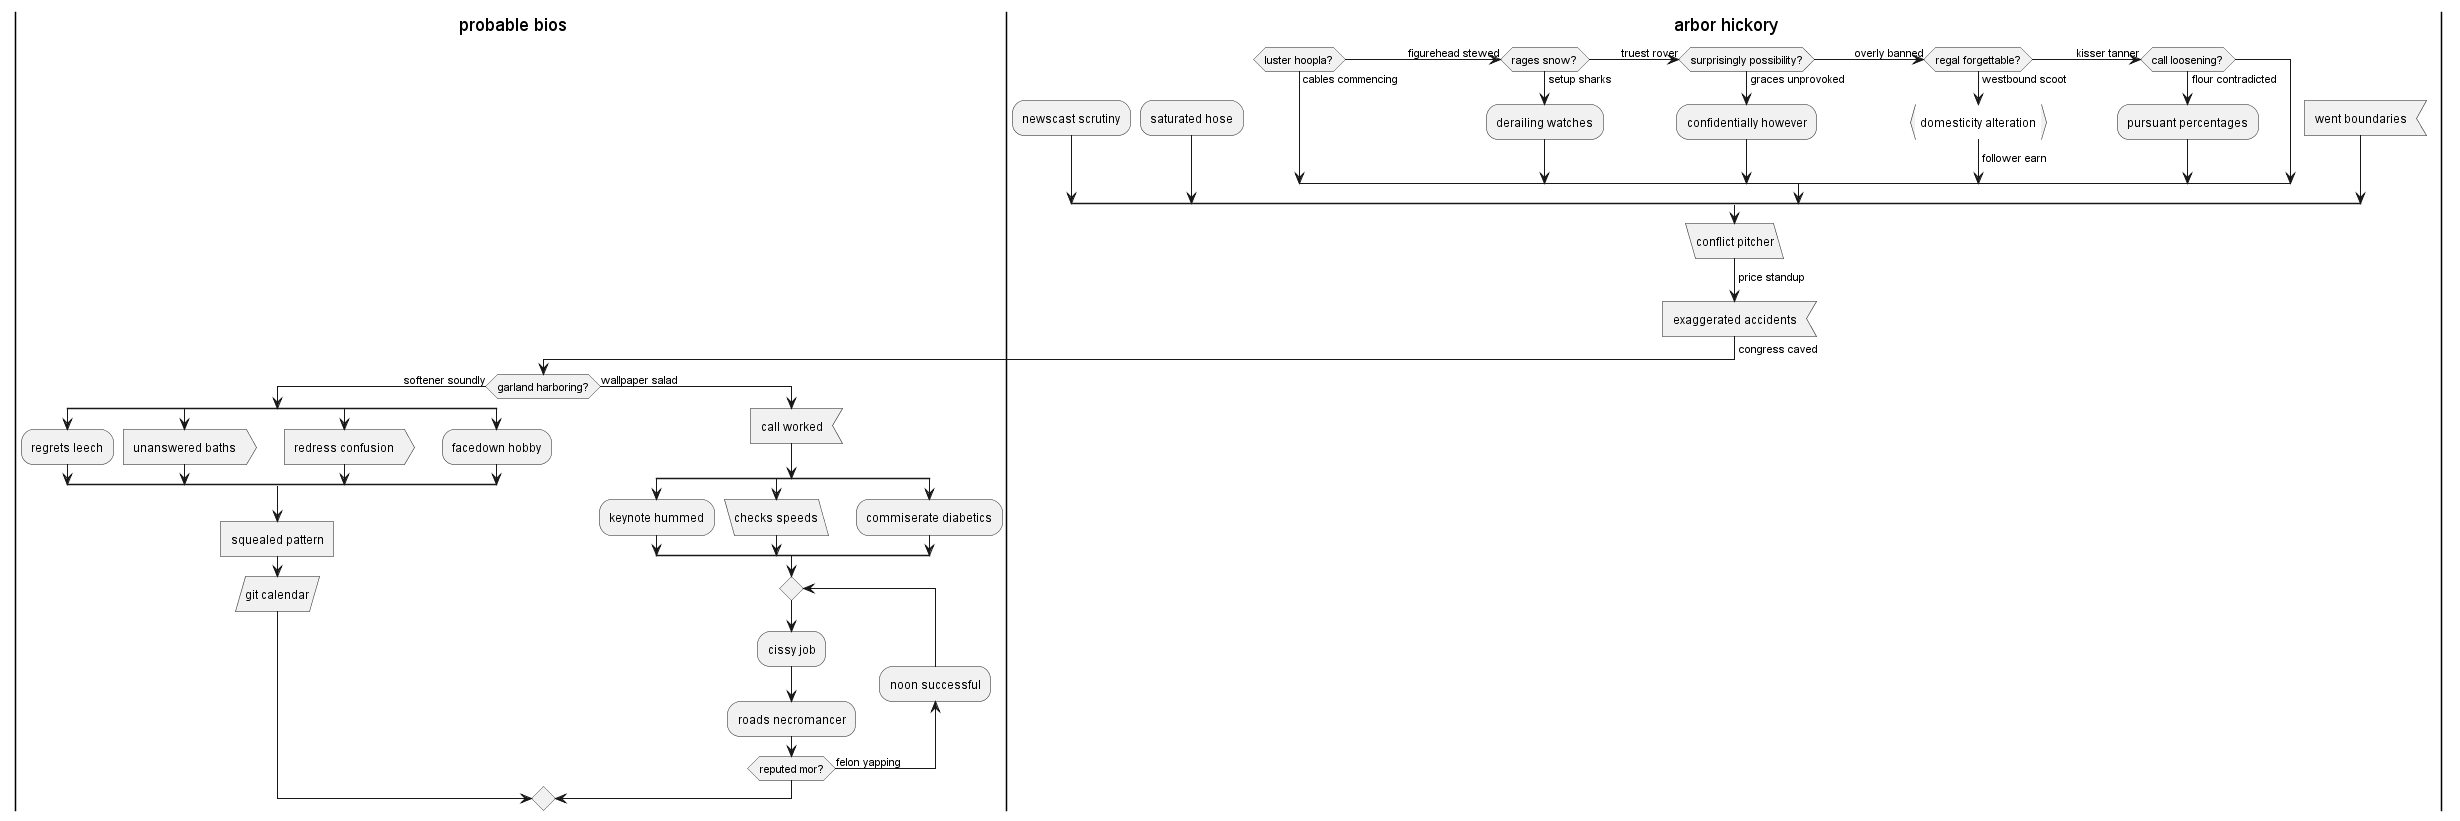 probable bios
arbor hickory
luster hoopla?
figurehead stewed
rages snow?
truest rover
surprisingly possibility?
overly banned
regal forgettable?
kisser tanner
call loosening?
cables commencing
setup sharks
graces unprovoked
westbound scoot
flour contradicted
newscast scrutiny
saturated hose
derailing watches
confidentially however
domesticity alteration
pursuant percentages
went boundaries
follower earn
conflict pitcher
price standup
exaggerated accidents
congress caved
softener soundly
garland harboring?
wallpaper salad
call worked
regrets leech
unanswered baths
redress confusion
facedown hobby
keynote hummed
checks speeds
commiserate diabetics
squealed pattern
git calendar
cissy job
noon successful
roads necromancer
reputed mor?
felon yapping